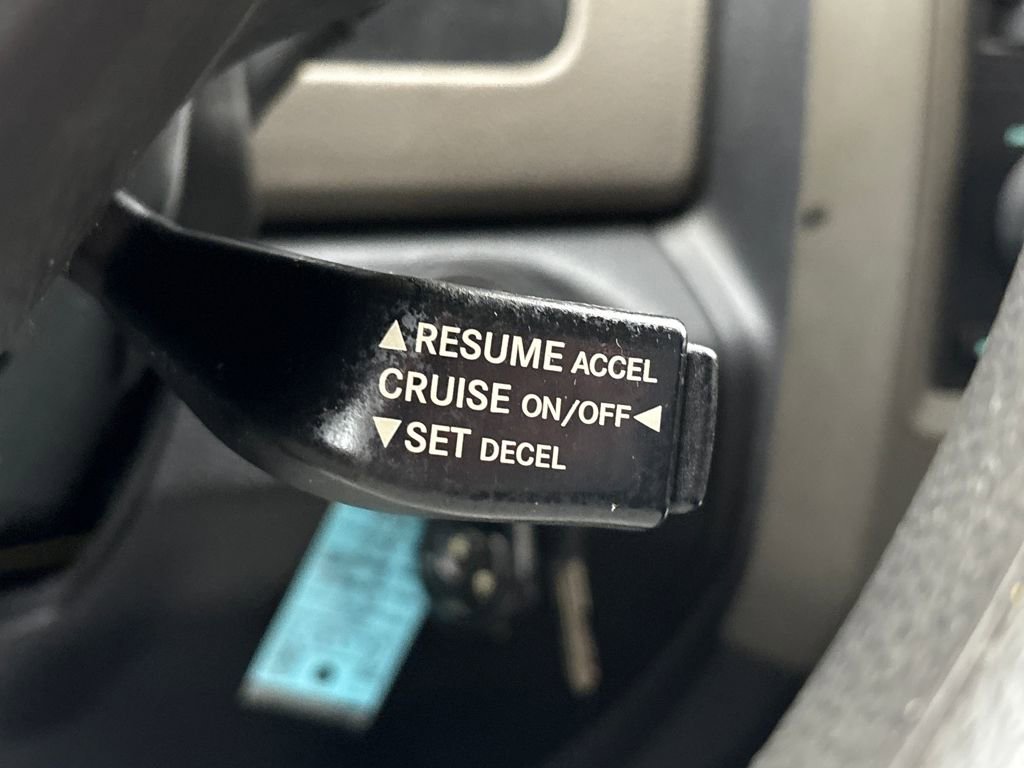 ▲RESUME ACCEL
CRUISE ON/OFF◀
▼SET DECEL